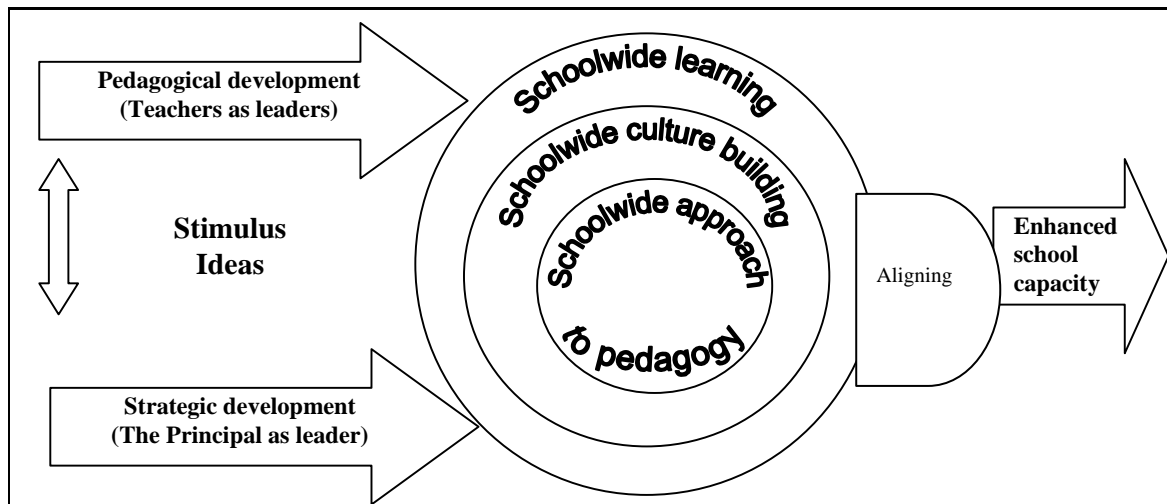 Pedagogical development
(Teachers as leaders)
Stimulus
Ideas
Strategic development
(The Principal as leader)
Schoolwide learning
Schoolwide culture building
Schoolwide approach
to pedagogy
Aligning
Enhanced
school
capacity